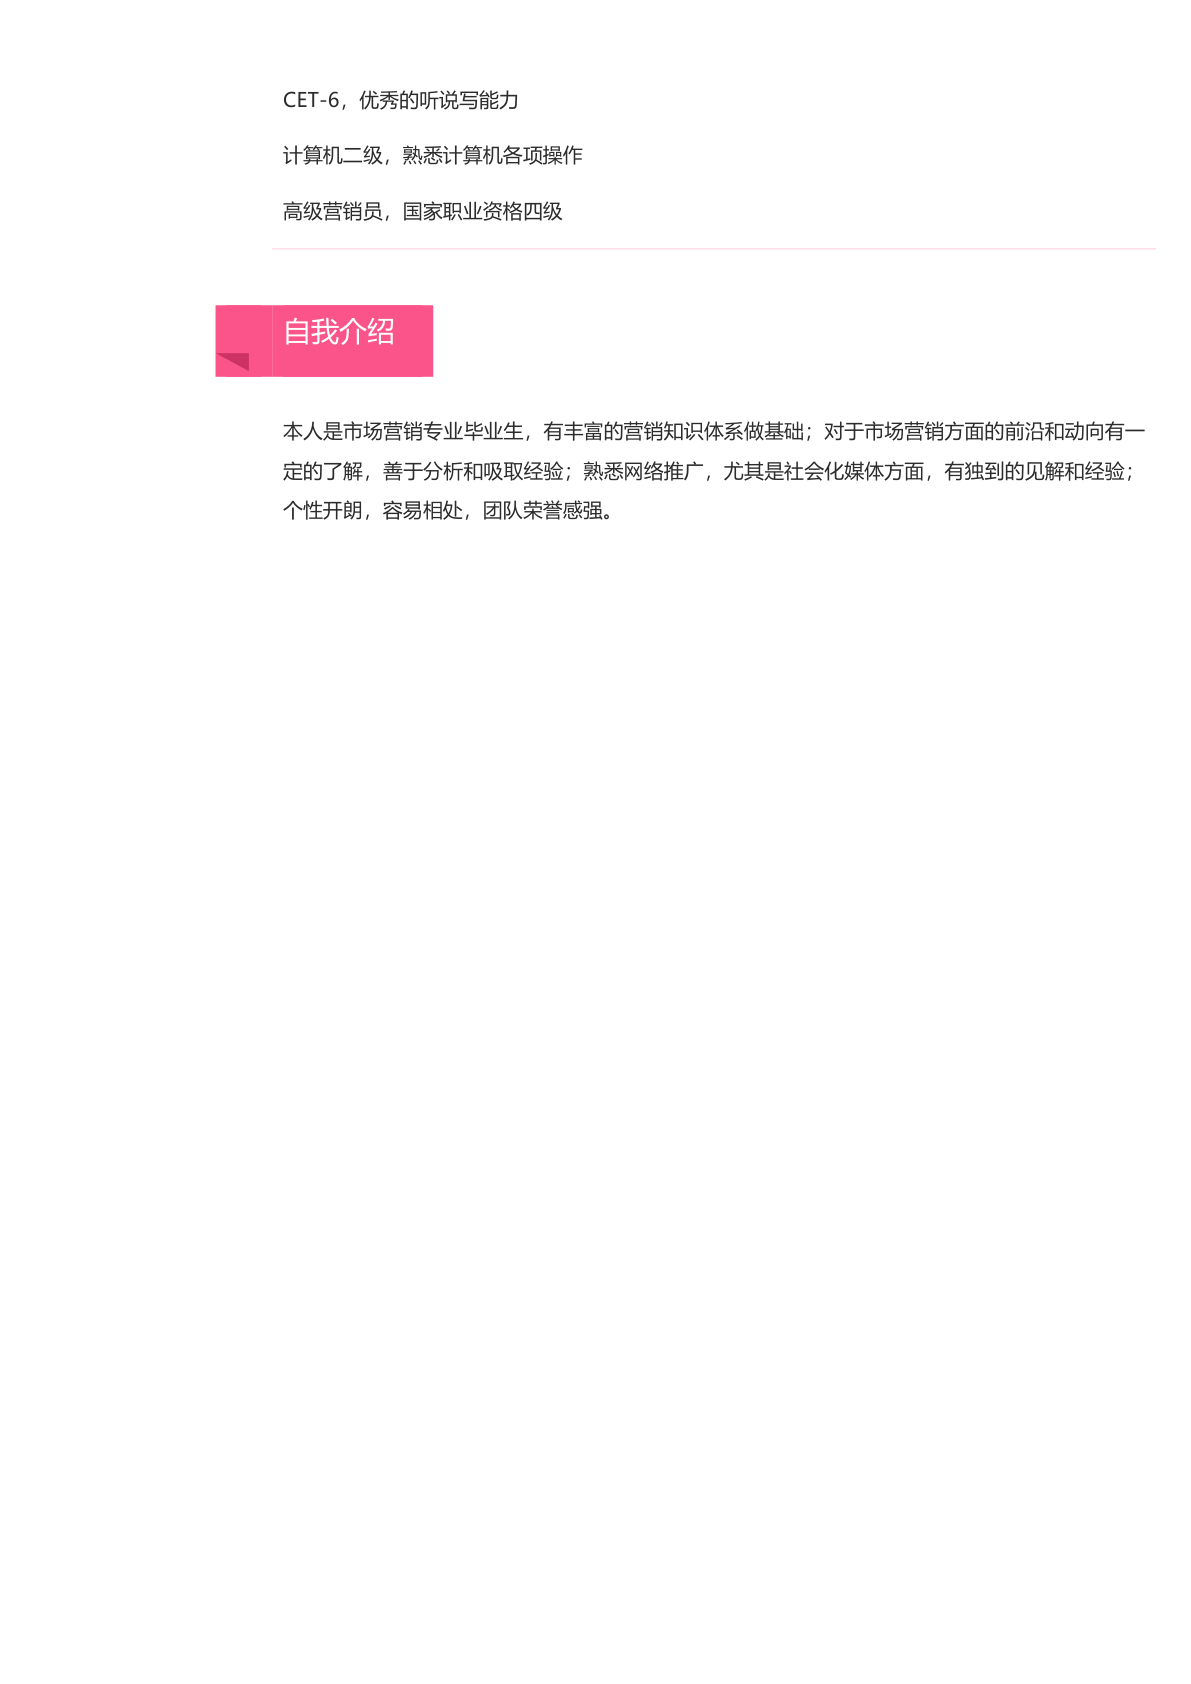 CET-6，优秀的听说写能力
计算机二级，熟悉计算机各项操作
高级营销员，国家职业资格四级
自我介绍
本人是市场营销专业毕业生，有丰富的营销知识体系做基础；对于市场营销方面的前沿和动向有一
定的了解，善于分析和吸取经验；熟悉网络推广，尤其是社会化媒体方面，有独到的见解和经验；
个性开朗，容易相处，团队荣誉感强。